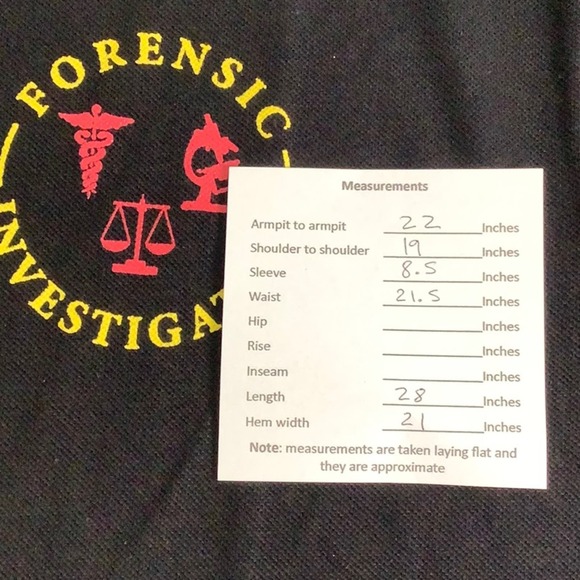 FORENSIC
INVESTIGAT
Measurements
Armpit to armpit 22 Inches
Shoulder to shoulder 19 Inches
Sleeve 8.5 Inches
Waist 21.5 Inches
Hip Inches
Rise Inches
Inseam Inches
Length 28 Inches
Hem width 21 Inches
Note: measurements are taken laying flat and
they are approximate